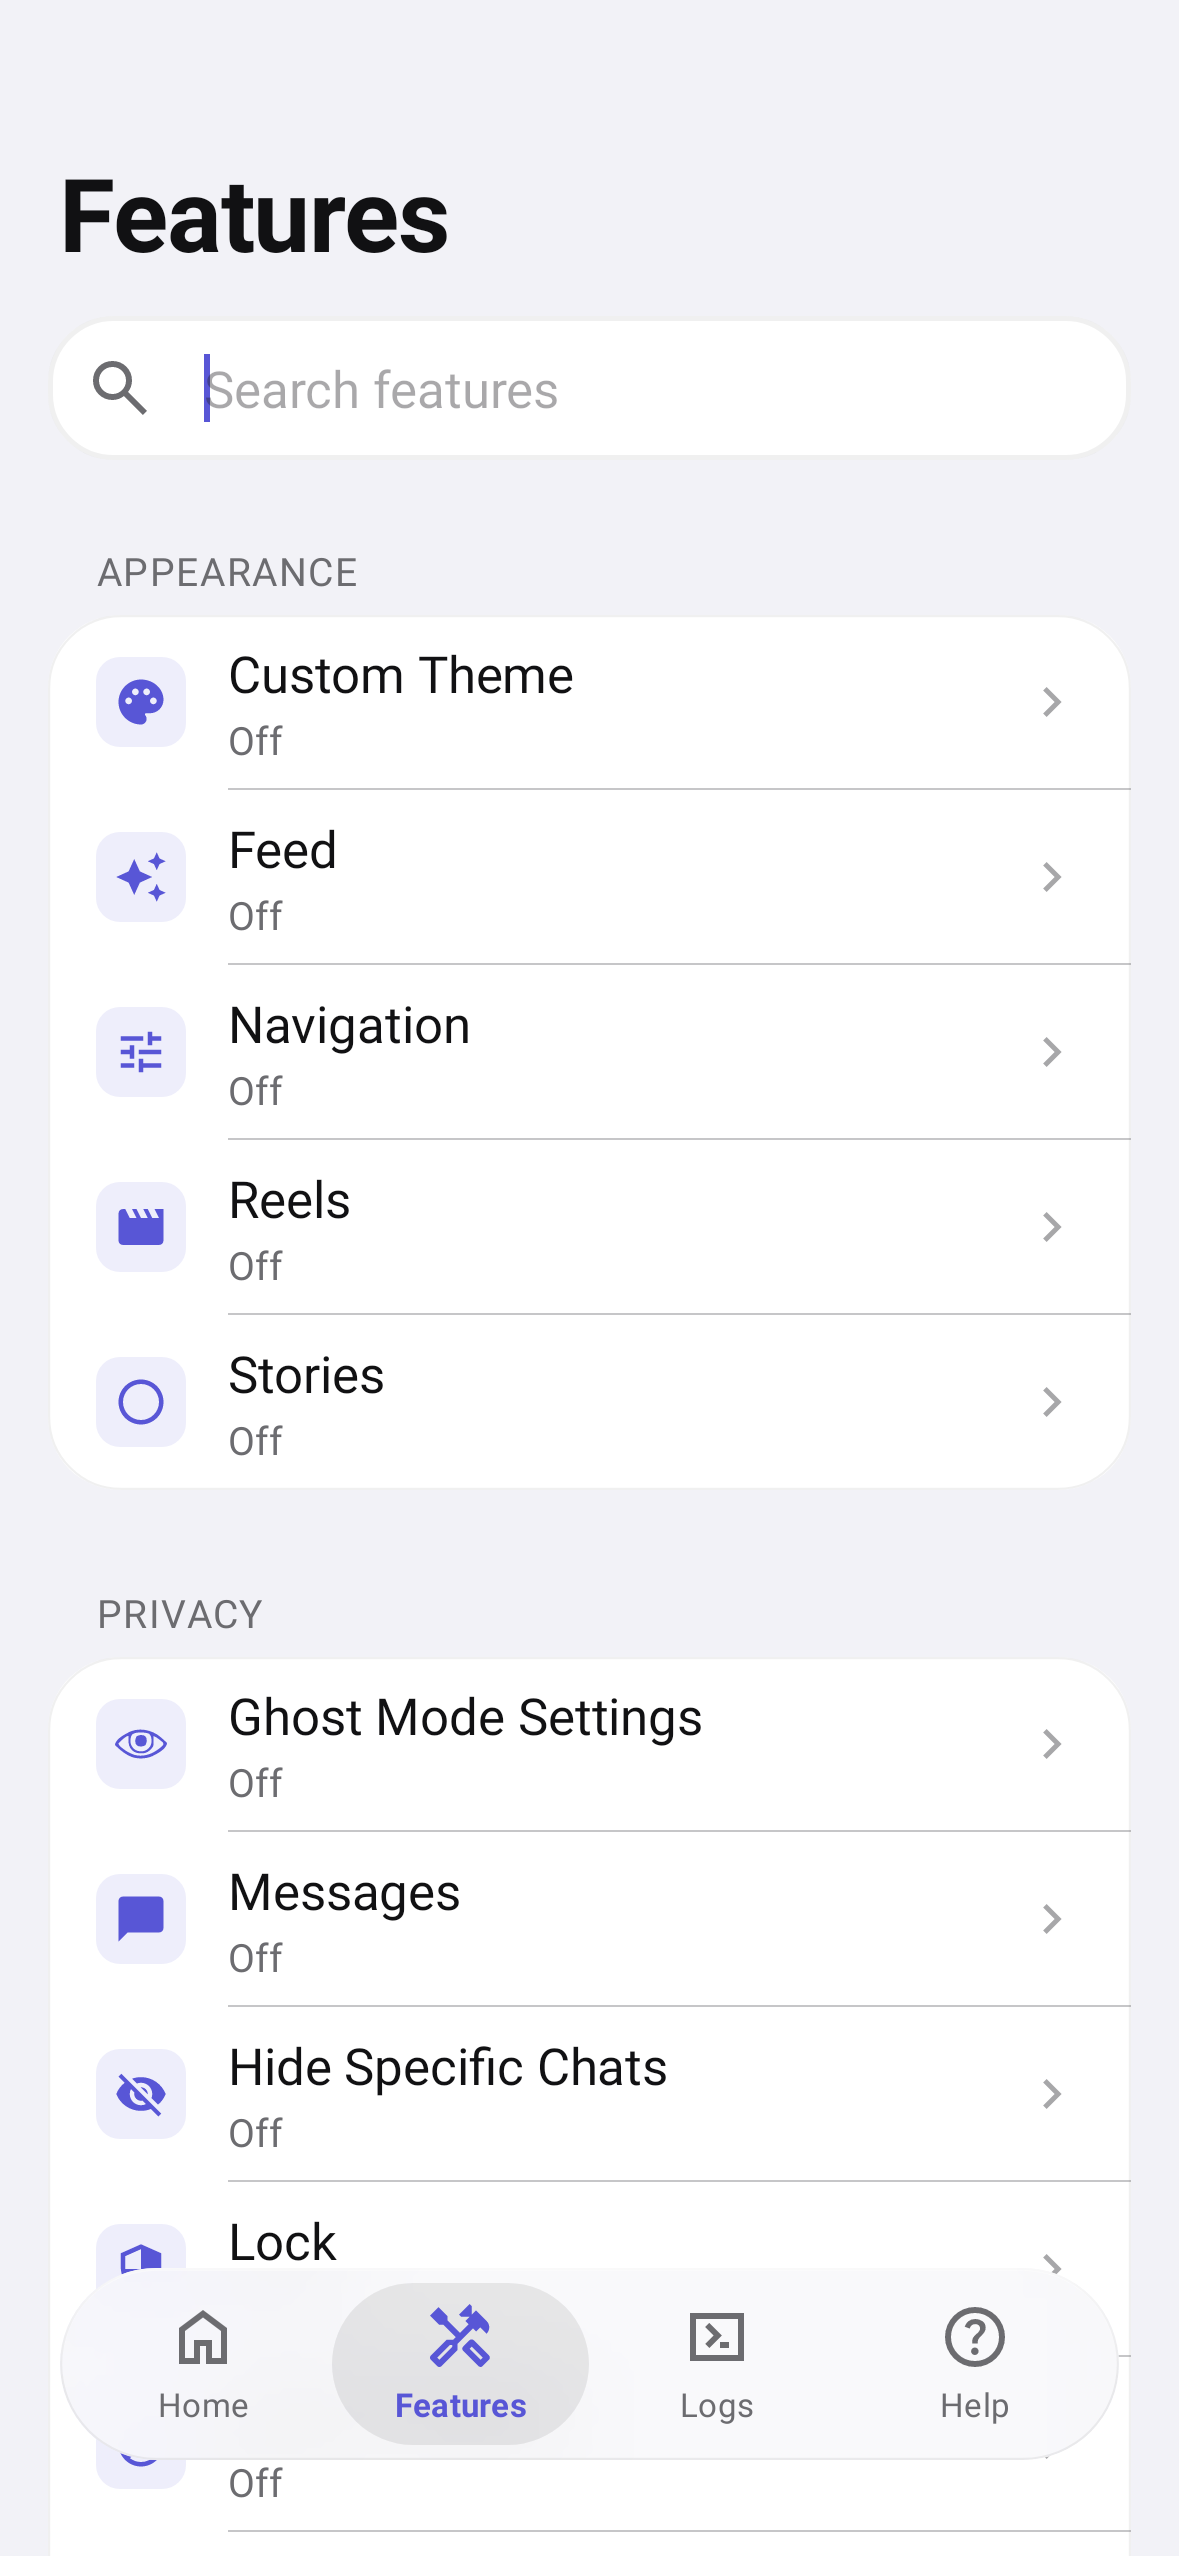 Features
Search features
APPEARANCE
Custom Theme
Off
Feed
Off
Navigation
Off
Reels
Off
Stories
Off
PRIVACY
Ghost Mode Settings
Off
Messages
Off
Hide Specific Chats
Off
Lock
Home
Features
Logs
Help
Off